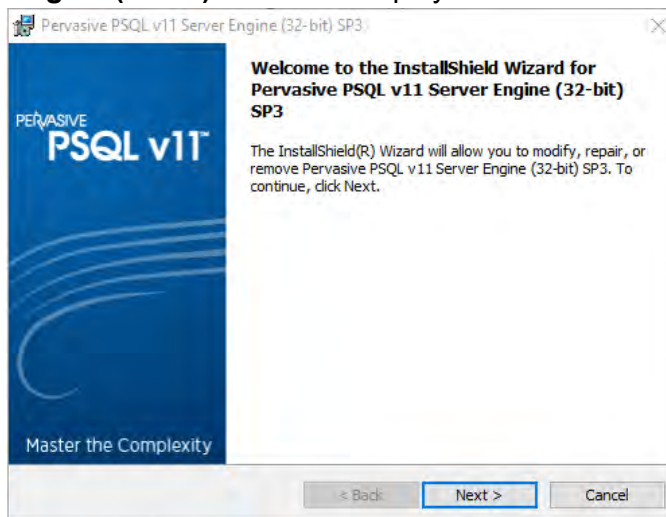 Pervasive PSQL v11 Server Engine (32-bit) SP3
Welcome to the InstallShield Wizard for
Pervasive PSQL v11 Server Engine (32-bit)
SP3
PERVASIVE
PSQL v11™
The InstallShield(R) Wizard will allow you to modify, repair, or
remove Pervasive PSQL v11 Server Engine (32-bit) SP3. To
continue, click Next.
Master the Complexity
< Back
Next >
Cancel